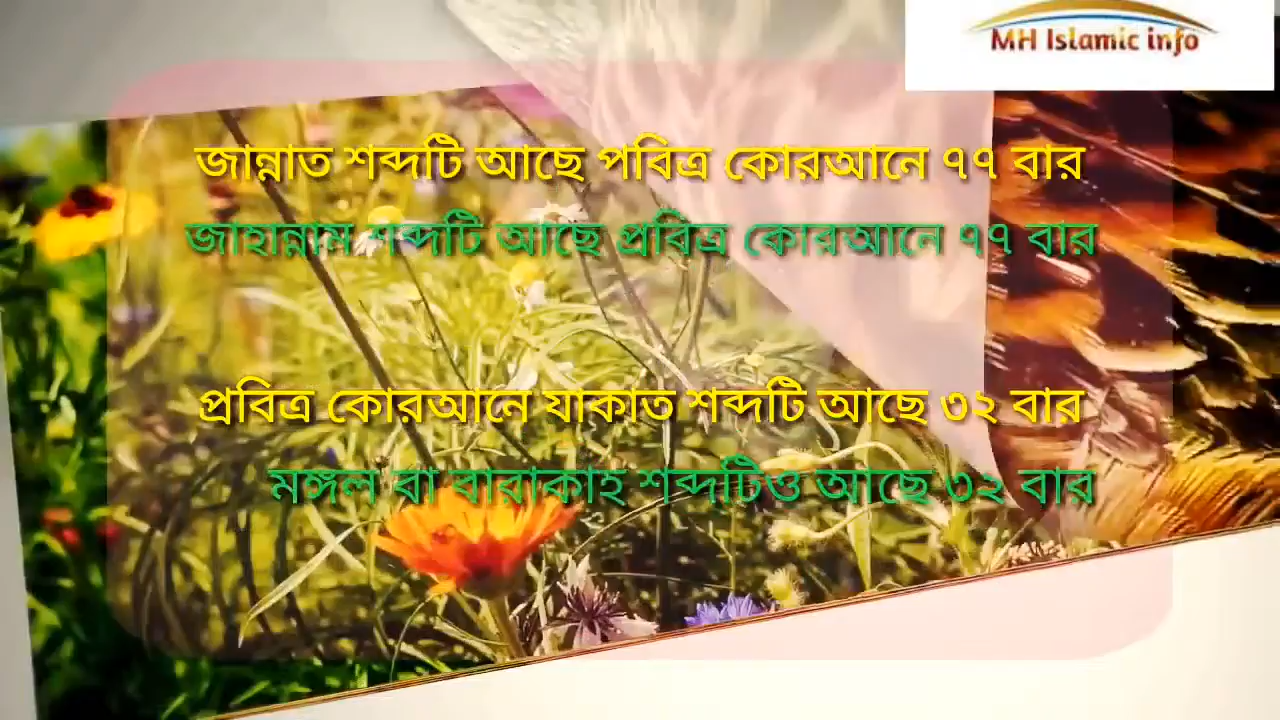 MH Islamic info
জান্নাত শব্দটি আছে পবিত্র কোরআনে ৭৭ বার
জাহান্নাম শব্দটি আছে প্রবিত্র কোরআনে ৭৭ বার
প্রবিত্র কোরআনে যাকাত শব্দটি আছে ৩২ বার
মঙ্গল বা বারাকাহ শব্দটিও আছে ৩২ বার